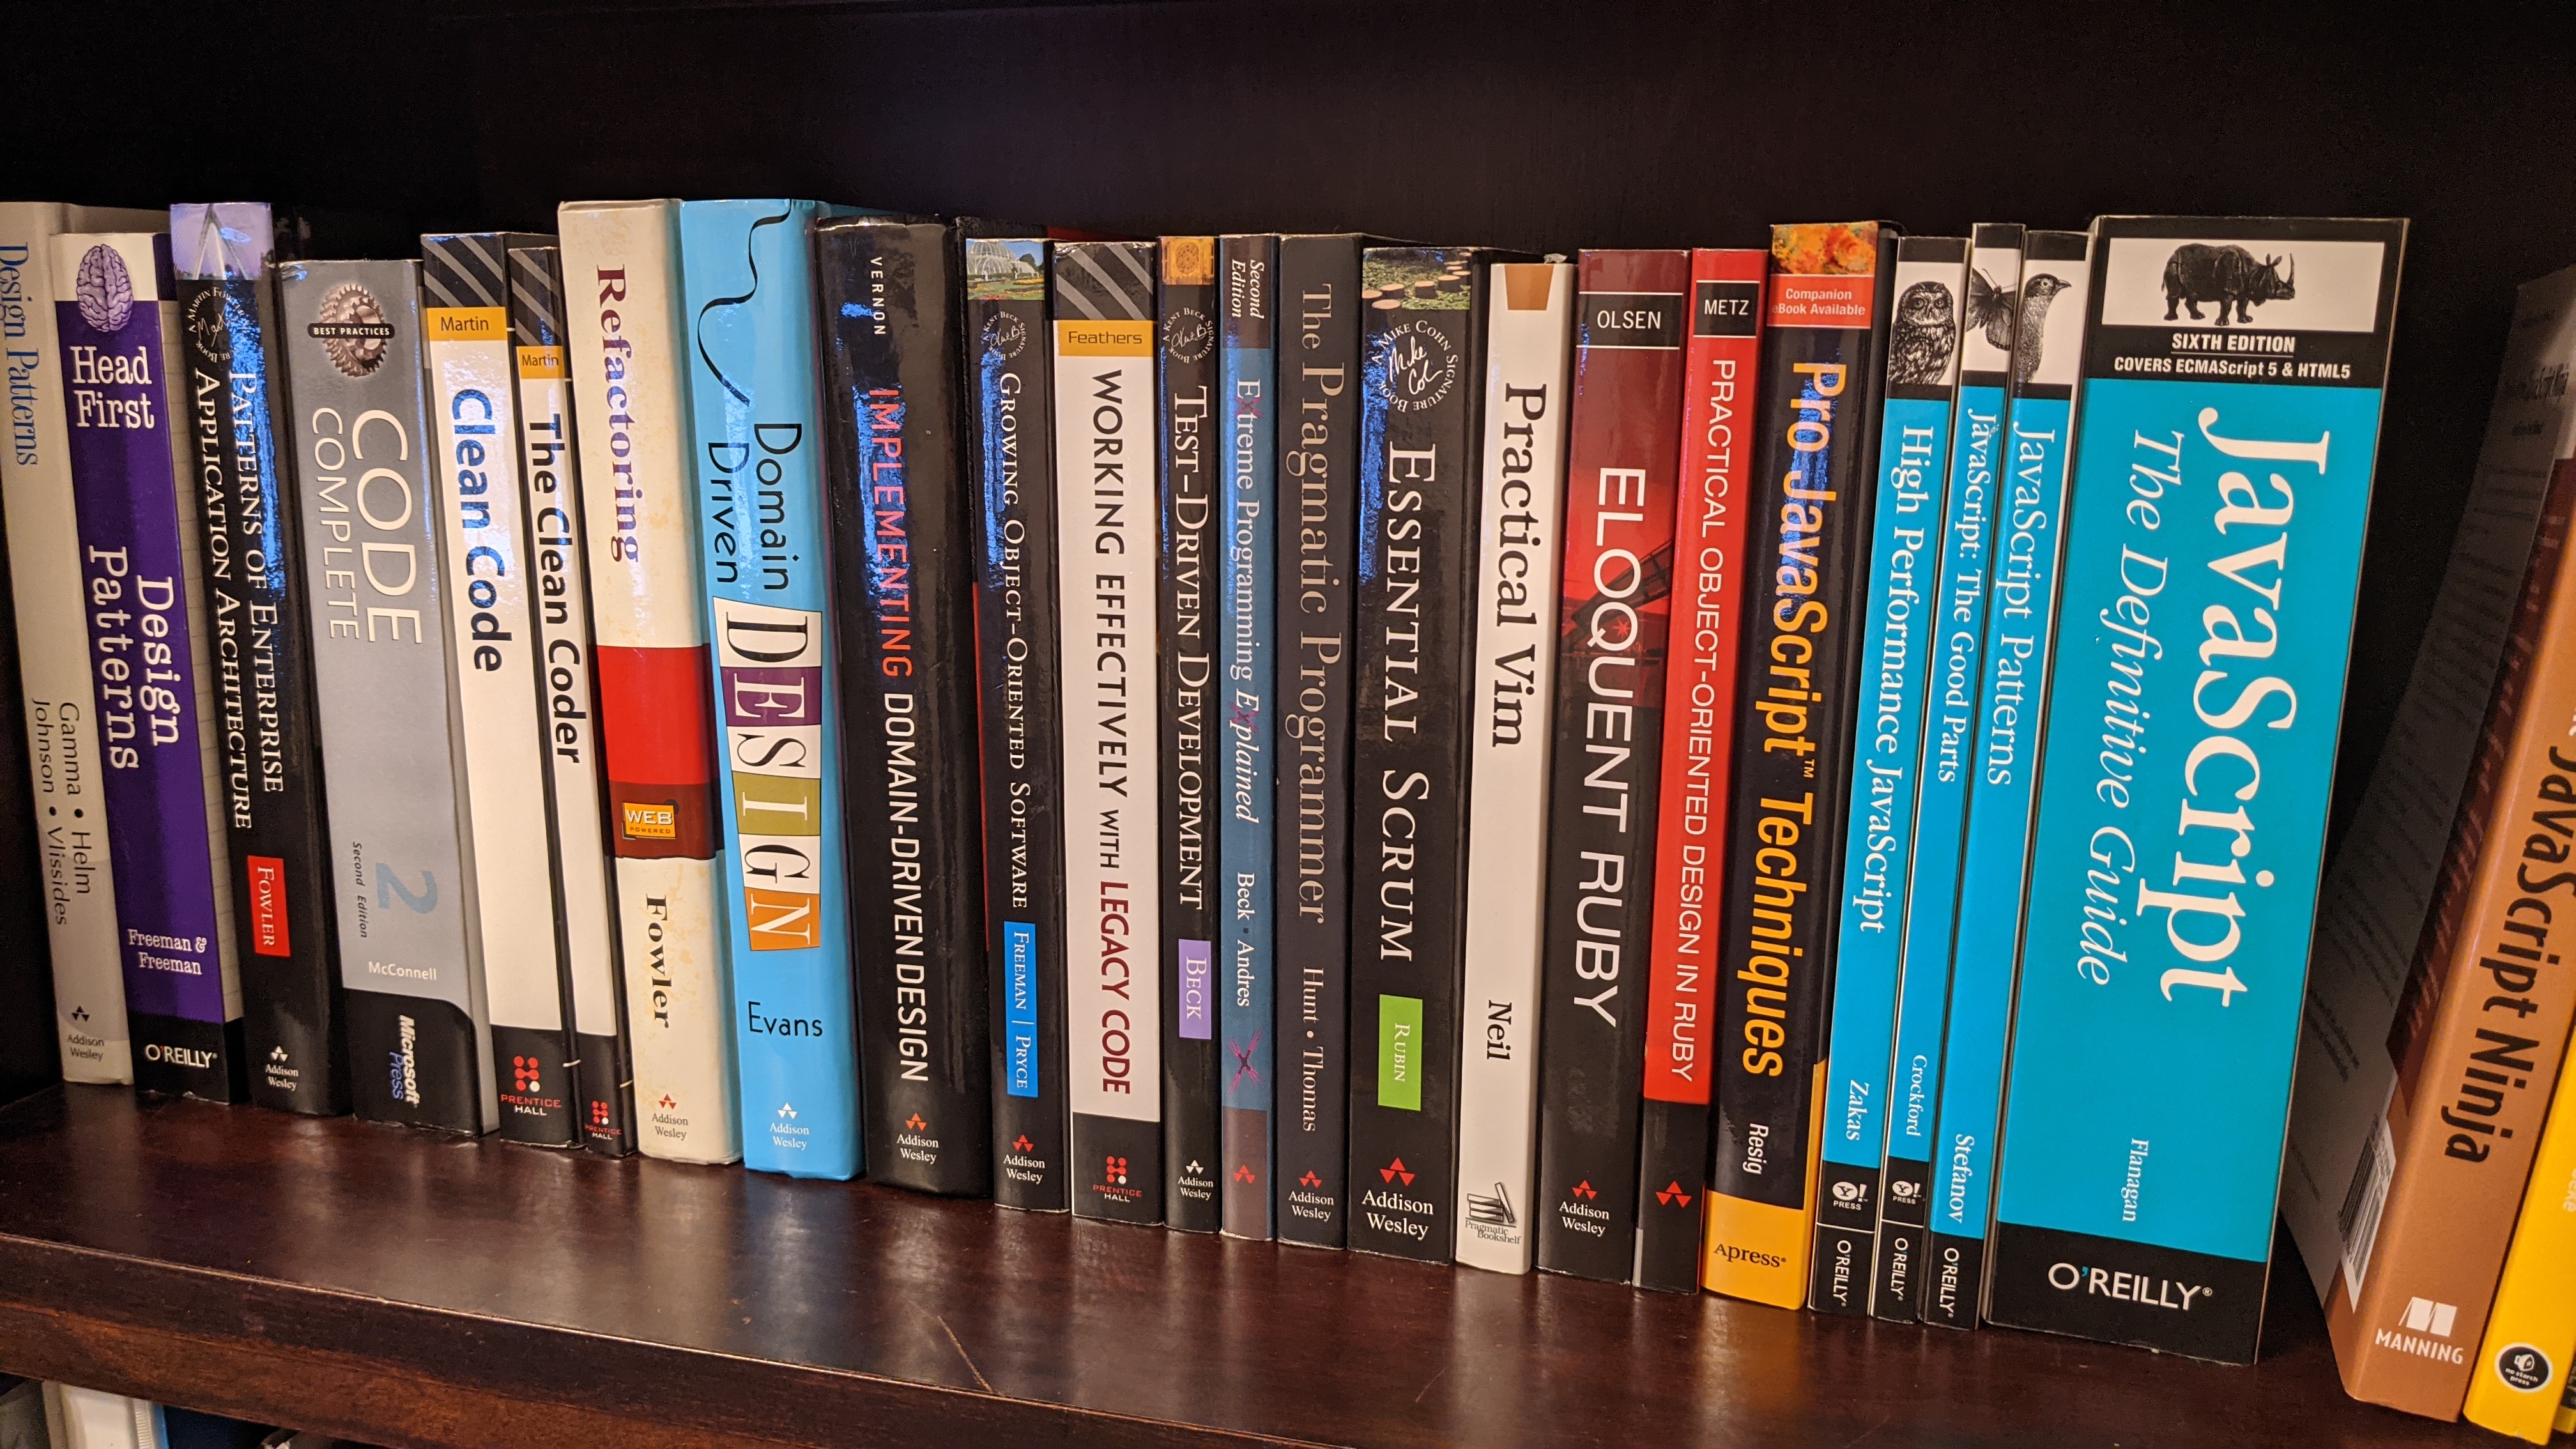 Design Patterns
Gamma • Helm
Johnson • Vlissides
Addison
Wesley
Head
First
Design
Patterns
Freeman &
Freeman
O'REILLY®
A MARTIN FOWLER SIGNATURE BOOK
PATTERNS OF ENTERPRISE
APPLICATION ARCHITECTURE
FOWLER
Addison
Wesley
BEST PRACTICES
CODE
COMPLETE
2
Second Edition
McConnell
Microsoft
Press
Martin
Clean Code
PRENTICE
HALL
Martin
The Clean Coder
PRENTICE
HALL
Refactoring
WEB
POWERED
Fowler
Addison
Wesley
Domain
Driven
DESIGN
Evans
Addison
Wesley
VERNON
IMPLEMENTING DOMAIN-DRIVEN DESIGN
Addison
Wesley
A KENT BECK SIGNATURE BOOK
GROWING OBJECT-ORIENTED SOFTWARE
FREEMAN | PRYCE
Addison
Wesley
Feathers
WORKING EFFECTIVELY WITH LEGACY CODE
PRENTICE
HALL
A KENT BECK SIGNATURE BOOK
TEST-DRIVEN DEVELOPMENT
BECK
Addison
Wesley
Second
Edition
Extreme Programming Explained
Beck • Andres
The Pragmatic Programmer
Hunt • Thomas
Addison
Wesley
A MIKE COHN SIGNATURE BOOK
Mike Cohn
ESSENTIAL SCRUM
RUBIN
Addison
Wesley
Practical Vim
Neil
Pragmatic
Bookshelf
OLSEN
ELOQUENT RUBY
Addison
Wesley
METZ
PRACTICAL OBJECT-ORIENTED DESIGN IN RUBY
Companion
eBook Available
Pro JavaScript™ Techniques
Resig
Apress®
High Performance JavaScript
Zakas
Y!
PRESS
O'REILLY®
JavaScript: The Good Parts
Crockford
Y!
PRESS
O'REILLY®
JavaScript Patterns
Stefanov
O'REILLY®
SIXTH EDITION
COVERS ECMAScript 5 & HTML5
JavaScript
The Definitive Guide
Flanagan
O'REILLY®
JavaScript Ninja
MANNING
no starch
press